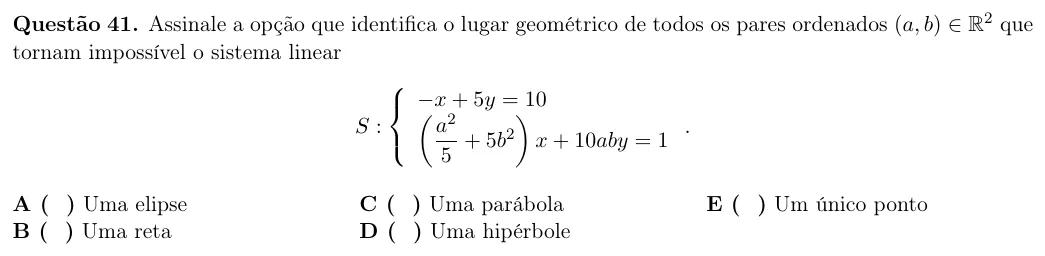 Questão 41. Assinale a opção que identifica o lugar geométrico de todos os pares ordenados (a, b) ∈ ℝ² que
tornam impossível o sistema linear
S : { −x + 5y = 10
(a²/5 + 5b²) x + 10aby = 1 .
A ( ) Uma elipse
B ( ) Uma reta
C ( ) Uma parábola
D ( ) Uma hipérbole
E ( ) Um único ponto